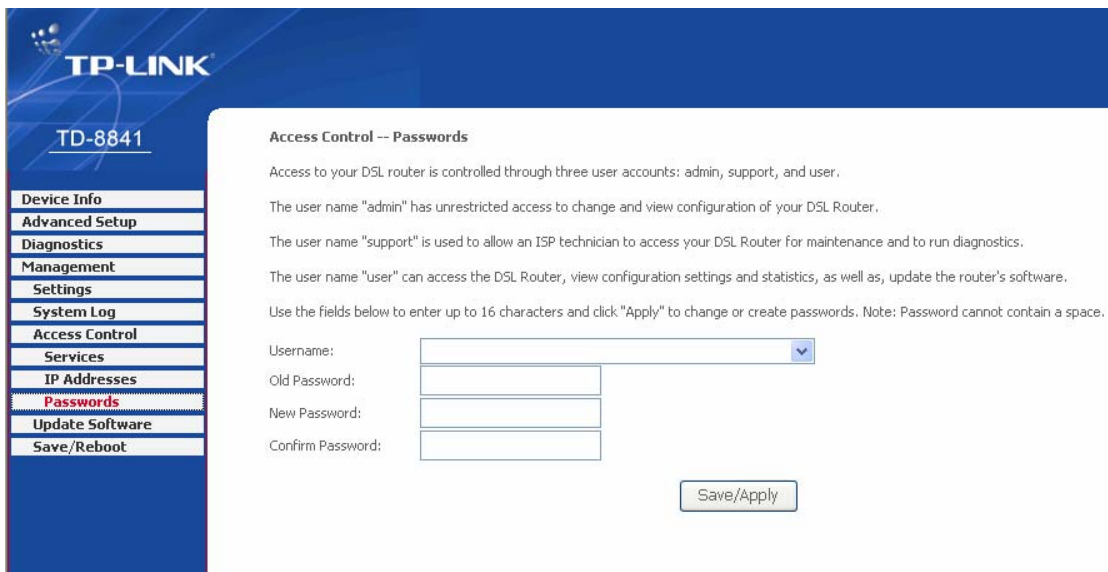 TP-LINK
TD-8841
Device Info
Advanced Setup
Diagnostics
Management
Settings
System Log
Access Control
Services
IP Addresses
Passwords
Update Software
Save/Reboot
Access Control -- Passwords
Access to your DSL router is controlled through three user accounts: admin, support, and user.
The user name "admin" has unrestricted access to change and view configuration of your DSL Router.
The user name "support" is used to allow an ISP technician to access your DSL Router for maintenance and to run diagnostics.
The user name "user" can access the DSL Router, view configuration settings and statistics, as well as, update the router's software.
Use the fields below to enter up to 16 characters and click "Apply" to change or create passwords. Note: Password cannot contain a space.
Username:
Old Password:
New Password:
Confirm Password:
Save/Apply